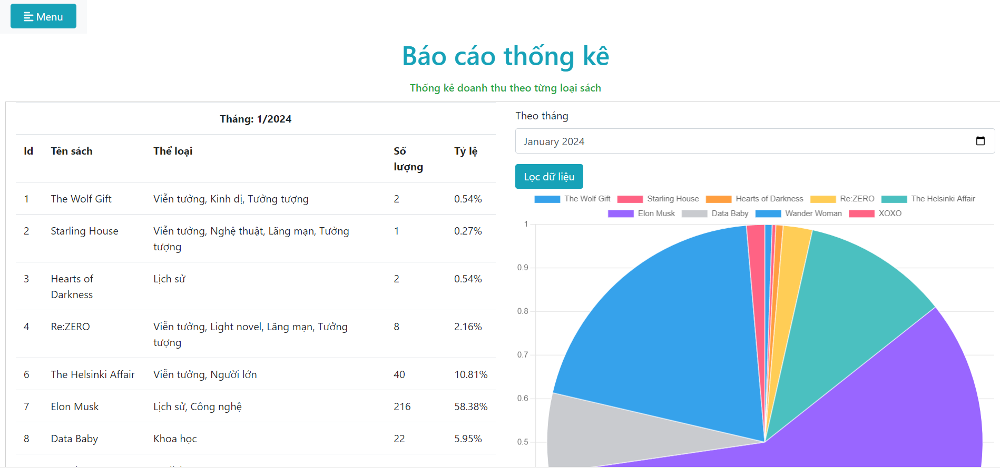 Menu
Báo cáo thống kê
Thống kê doanh thu theo từng loại sách
Tháng: 1/2024
Id Tên sách Thể loại Số lượng Tỷ lệ
1 The Wolf Gift Viễn tưởng, Kinh dị, Tưởng tượng 2 0.54%
2 Starling House Viễn tưởng, Nghệ thuật, Lãng mạn, Tưởng tượng 1 0.27%
3 Hearts of Darkness Lịch sử 2 0.54%
4 Re:ZERO Viễn tưởng, Light novel, Lãng mạn, Tưởng tượng 8 2.16%
6 The Helsinki Affair Viễn tưởng, Người lớn 40 10.81%
7 Elon Musk Lịch sử, Công nghệ 216 58.38%
8 Data Baby Khoa học 22 5.95%
Theo tháng
January 2024
Lọc dữ liệu
The Wolf Gift Starling House Hearts of Darkness Re:ZERO The Helsinki Affair
Elon Musk Data Baby Wander Woman XOXO
1
0.9
0.8
0.7
0.6
0.5